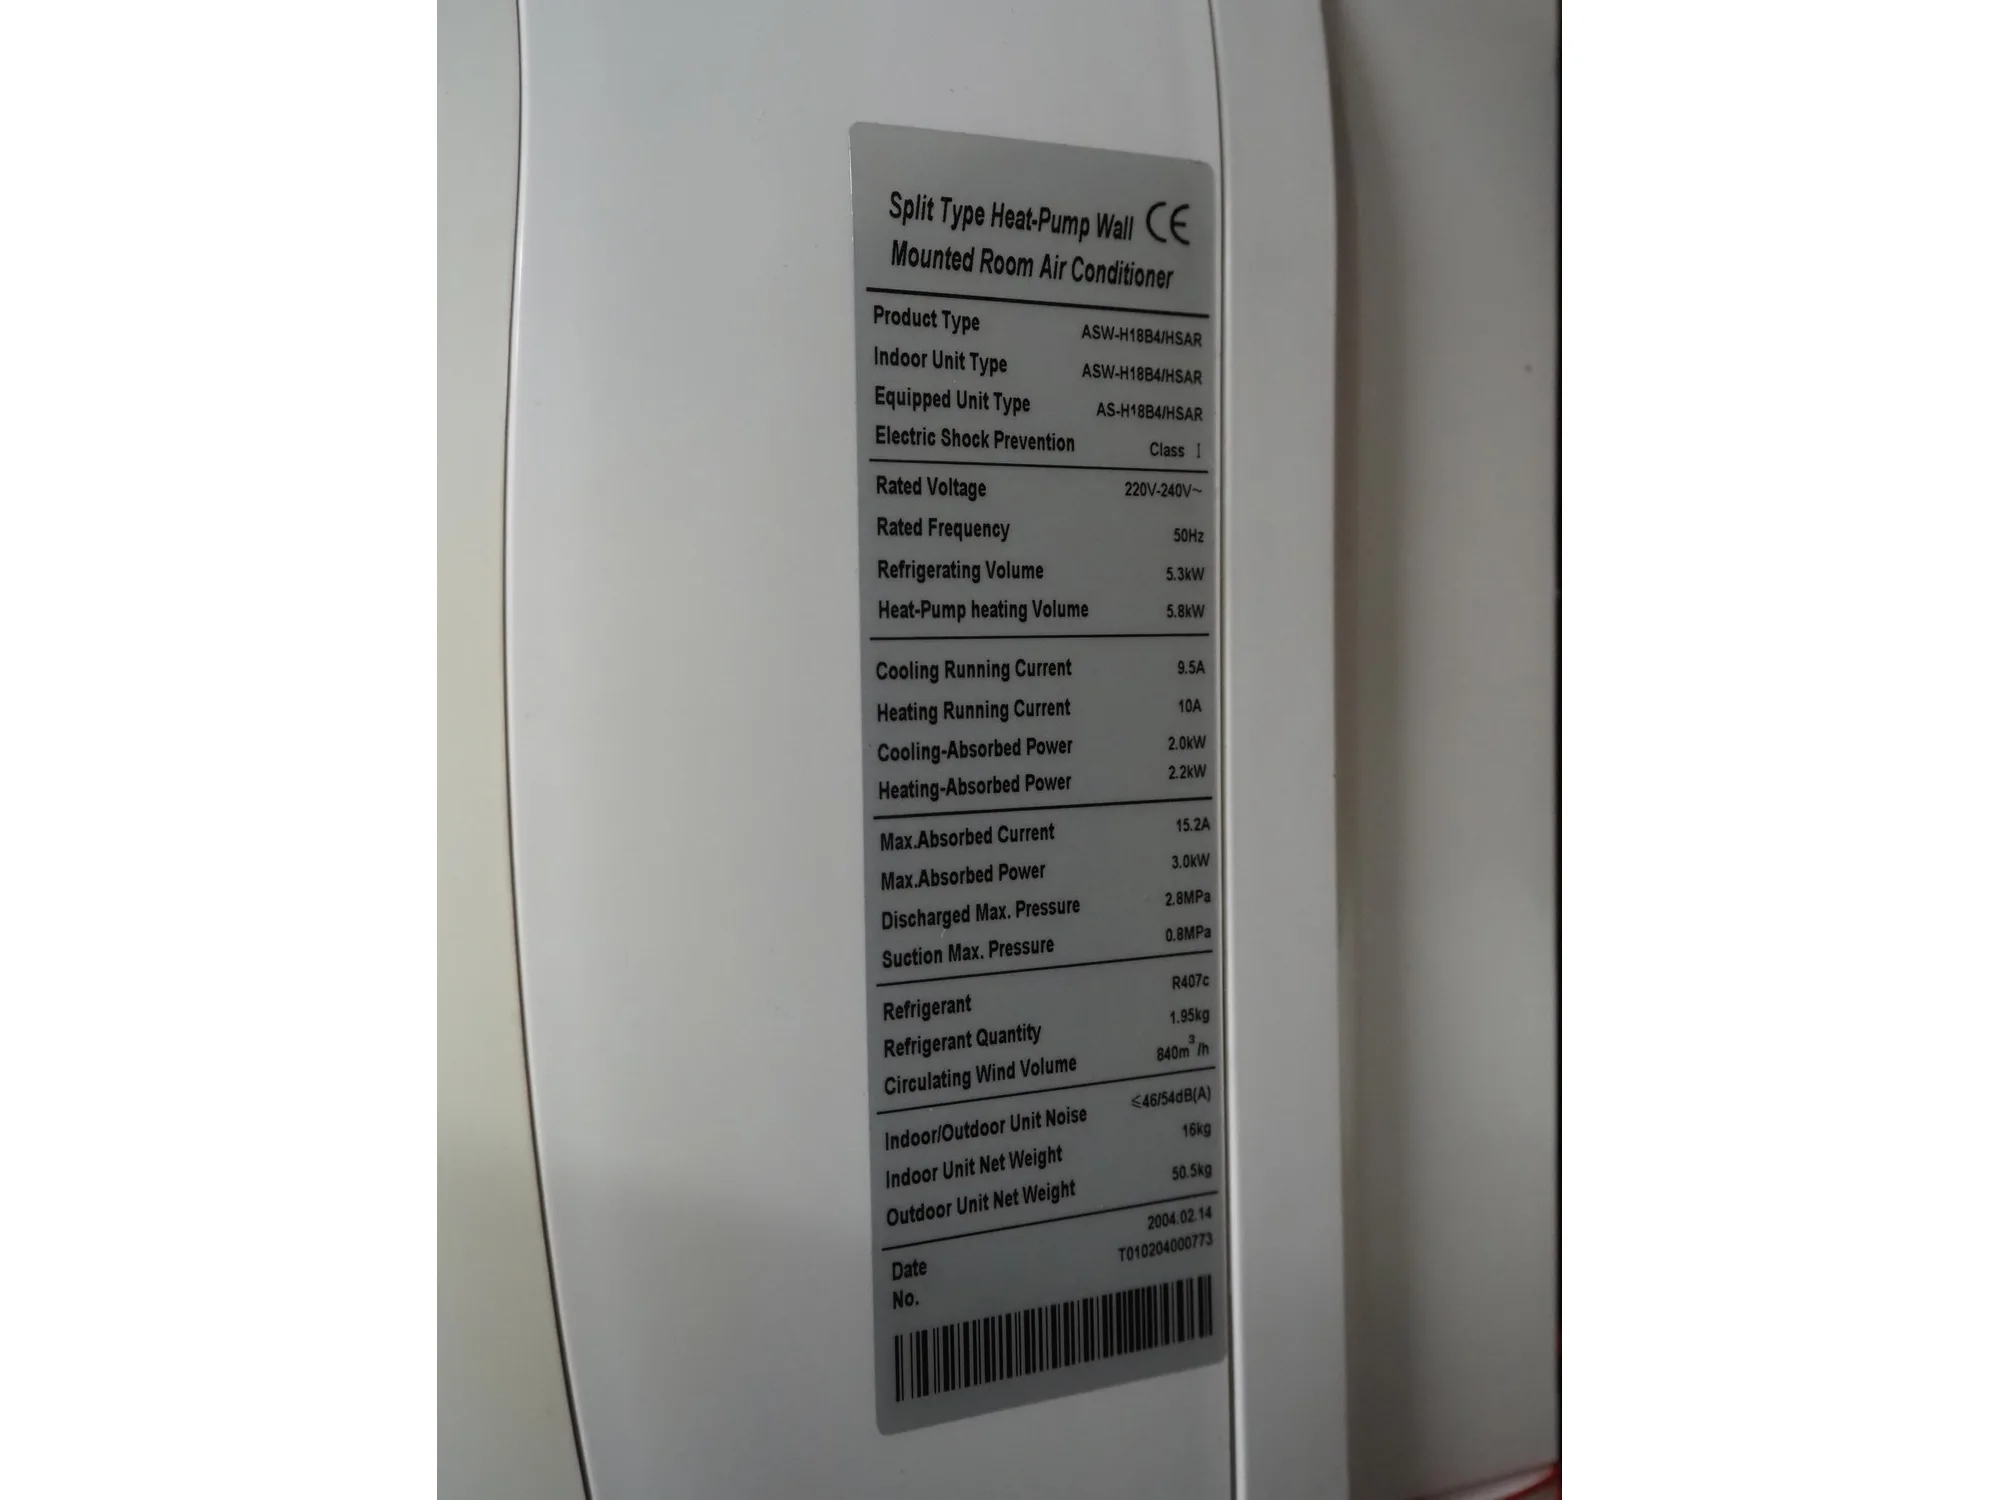 Split Type Heat-Pump Wall CE
Mounted Room Air Conditioner
Product Type ASW-H18B4/HSAR
Indoor Unit Type ASW-H18B4/HSAR
Equipped Unit Type AS-H18B4/HSAR
Electric Shock Prevention Class I
Rated Voltage 220V-240V~
Rated Frequency 50Hz
Refrigerating Volume 5.3kW
Heat-Pump heating Volume 5.8kW
Cooling Running Current 9.5A
Heating Running Current 10A
Cooling-Absorbed Power 2.0kW
Heating-Absorbed Power 2.2kW
Max.Absorbed Current 15.2A
Max.Absorbed Power 3.0kW
Discharged Max. Pressure 2.8MPa
Suction Max. Pressure 0.8MPa
Refrigerant R407c
Refrigerant Quantity 1.95kg
Circulating Wind Volume 840m³/h
Indoor/Outdoor Unit Noise ≤46/54dB(A)
Indoor Unit Net Weight 16kg
Outdoor Unit Net Weight 50.5kg
Date 2004.02.14
No. T010204000773